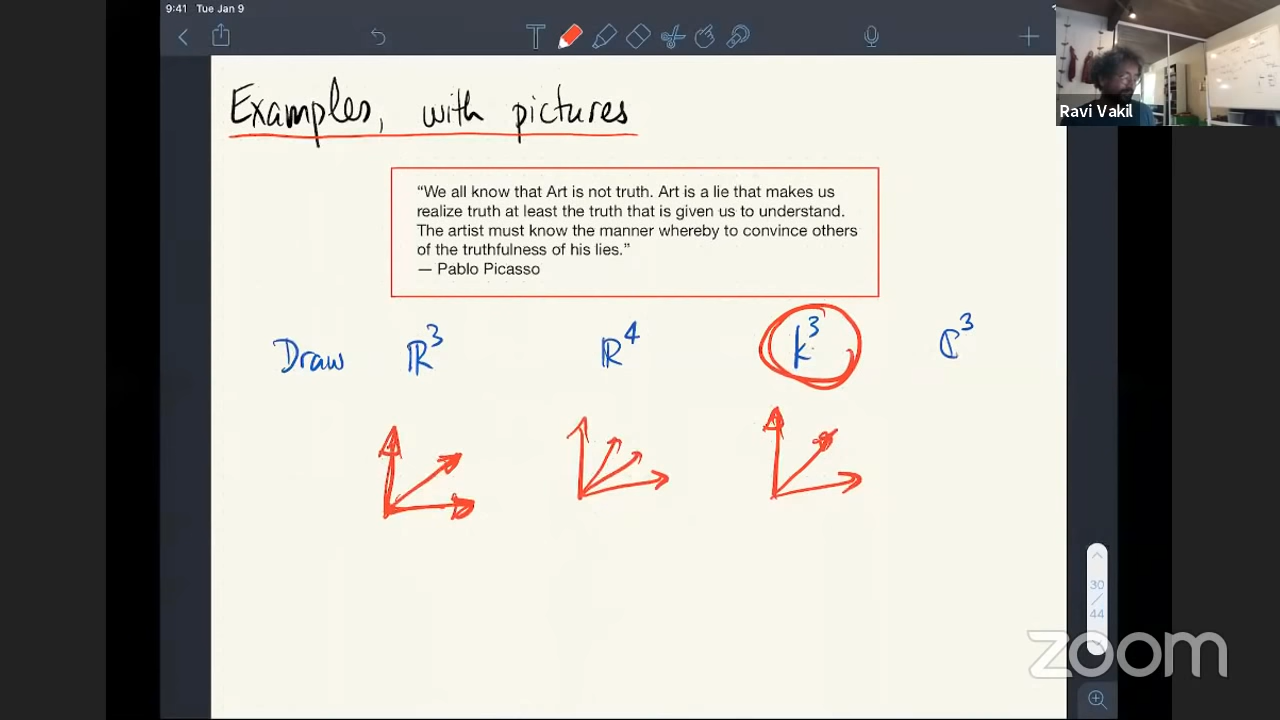 9:41 Tue Jan 9
Ravi Vakil
Examples, with pictures
“We all know that Art is not truth. Art is a lie that makes us
realize truth at least the truth that is given us to understand.
The artist must know the manner whereby to convince others
of the truthfulness of his lies.”
— Pablo Picasso
Draw ℝ³ ℝ⁴ k³ ℂ³
30
/
44
zoom